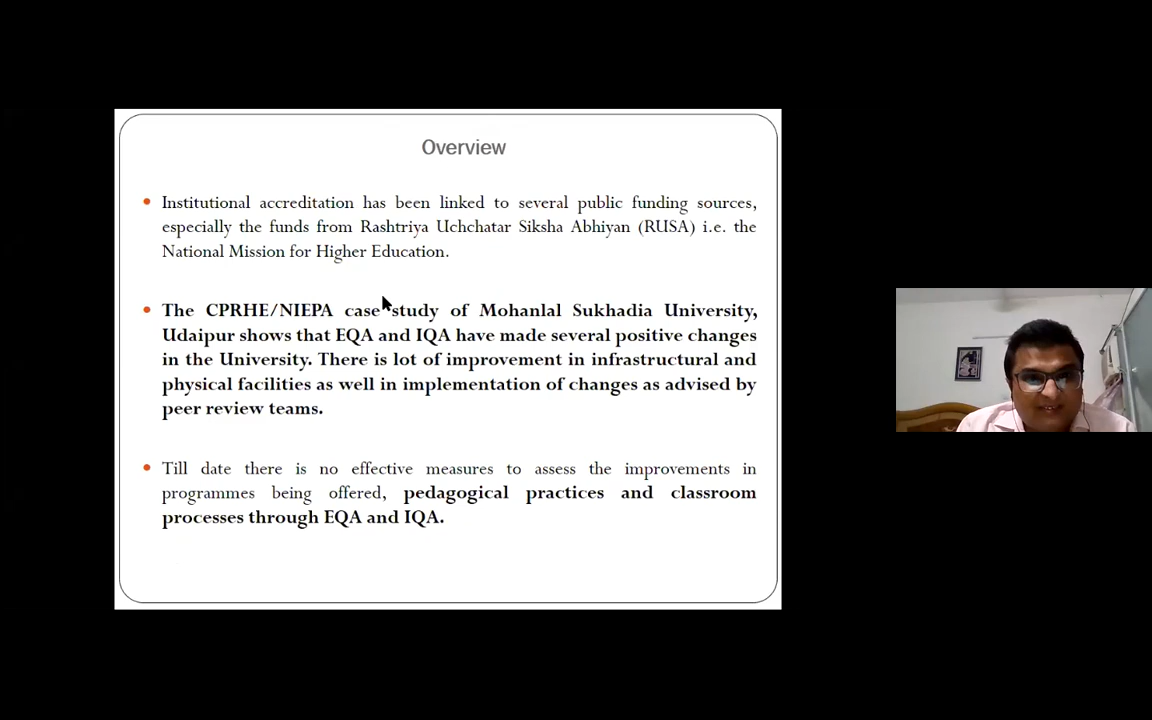 Overview
Institutional accreditation has been linked to several public funding sources,
especially the funds from Rashtriya Uchchatar Siksha Abhiyan (RUSA) i.e. the
National Mission for Higher Education.
The CPRHE/NIEPA case study of Mohanlal Sukhadia University,
Udaipur shows that EQA and IQA have made several positive changes
in the University. There is lot of improvement in infrastructural and
physical facilities as well in implementation of changes as advised by
peer review teams.
Till date there is no effective measures to assess the improvements in
programmes being offered, pedagogical practices and classroom
processes through EQA and IQA.